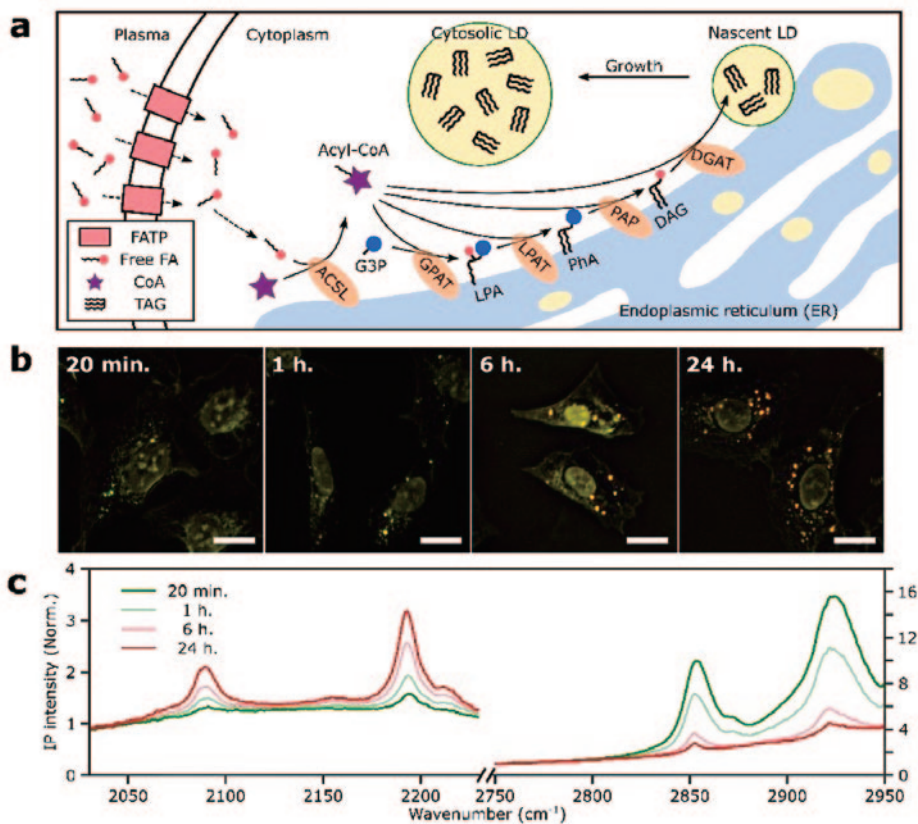 a
Plasma
Cytoplasm
Cytosolic LD
Nascent LD
Growth
Acyl-CoA
DGAT
DAG
PAP
PhA
LPAT
LPA
GPAT
G3P
ACSL
FATP
Free FA
CoA
TAG
Endoplasmic reticulum (ER)
b
20 min.
1 h.
6 h.
24 h.
c
20 min.
1 h.
6 h.
24 h.
IP intensity (Norm.)
4
3
2
1
0
16
12
8
4
0
2050
2100
2150
2200
2750
2800
2850
2900
2950
Wavenumber (cm⁻¹)